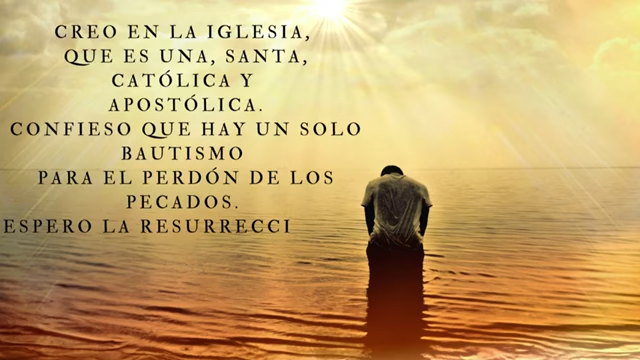 CREO EN LA IGLESIA,
QUE ES UNA, SANTA,
CATÓLICA Y
APOSTÓLICA.
CONFIESO QUE HAY UN SOLO
BAUTISMO
PARA EL PERDÓN DE LOS
PECADOS.
ESPERO LA RESURRECCI